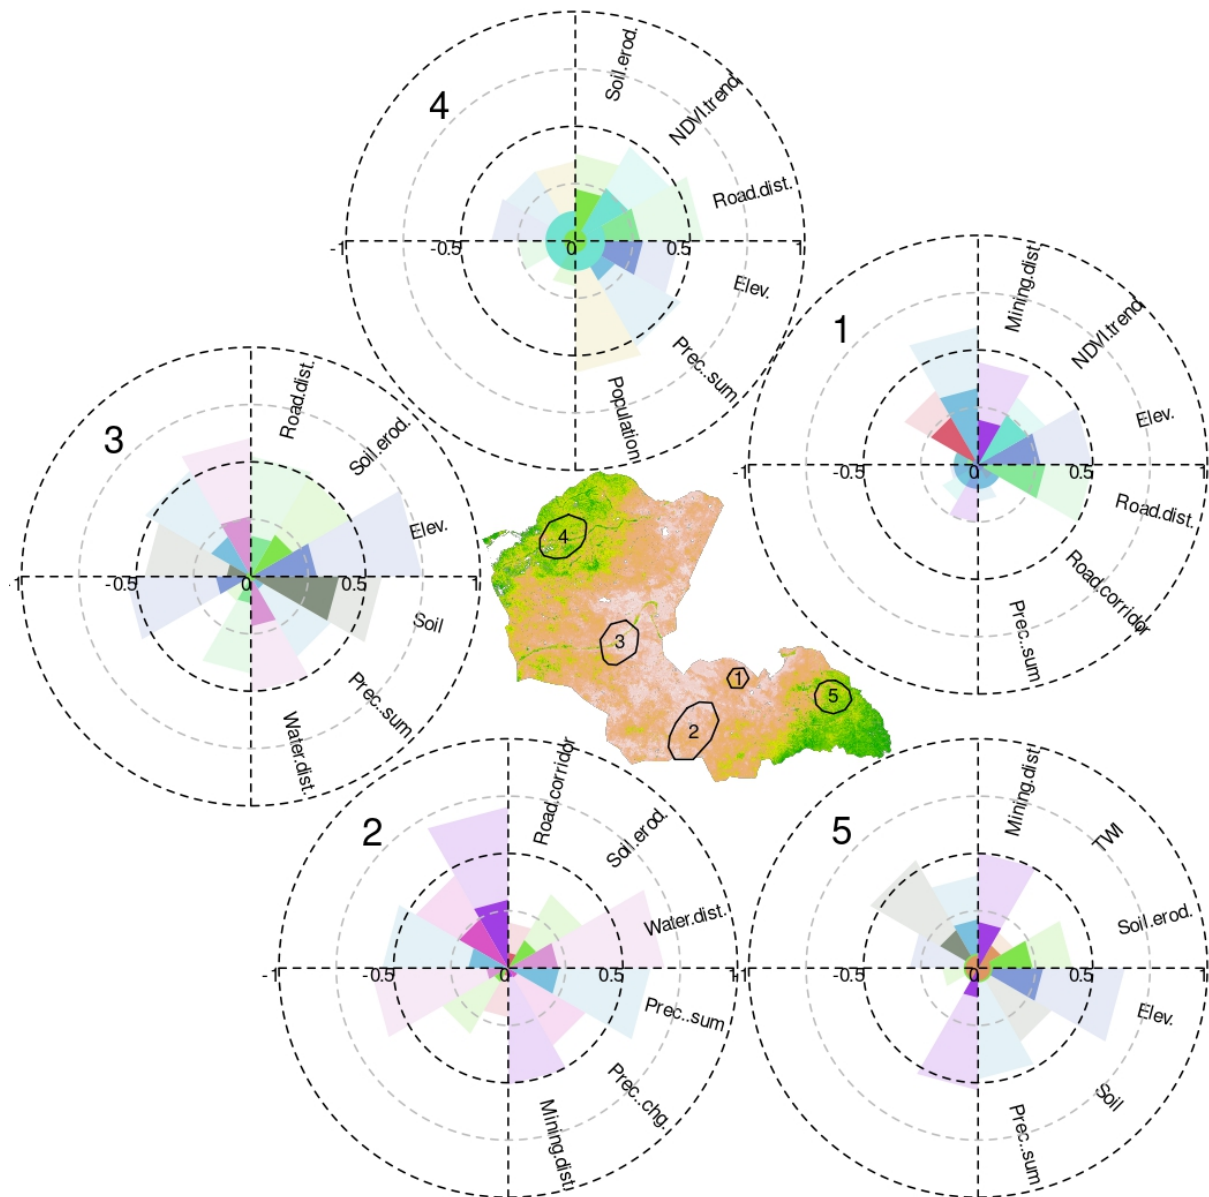 4
Soil.erod.
NDVI.trend
Road.dist.
Elev.
Prec..sum
Population
-1
-0.5
0
0.5
1
Mining.dist.
NDVI.trend
Elev.
Road.dist.
Road.corridor
Prec..sum
-1
-0.5
0
0.5
3
Road.dist.
Soil.erod.
Elev.
Soil
Prec..sum
Water.dist.
-1
-0.5
0
0.5
4
3
1
2
5
2
Road.corridor
Soil.erod.
Water.dist.
Prec..sum
Prec..chg.
Mining.dist.
-1
-0.5
0
0.5
1
5
Mining.dist.
TWI
Soil.erod.
Elev.
Soil
Prec..sum
-1
-0.5
0
0.5